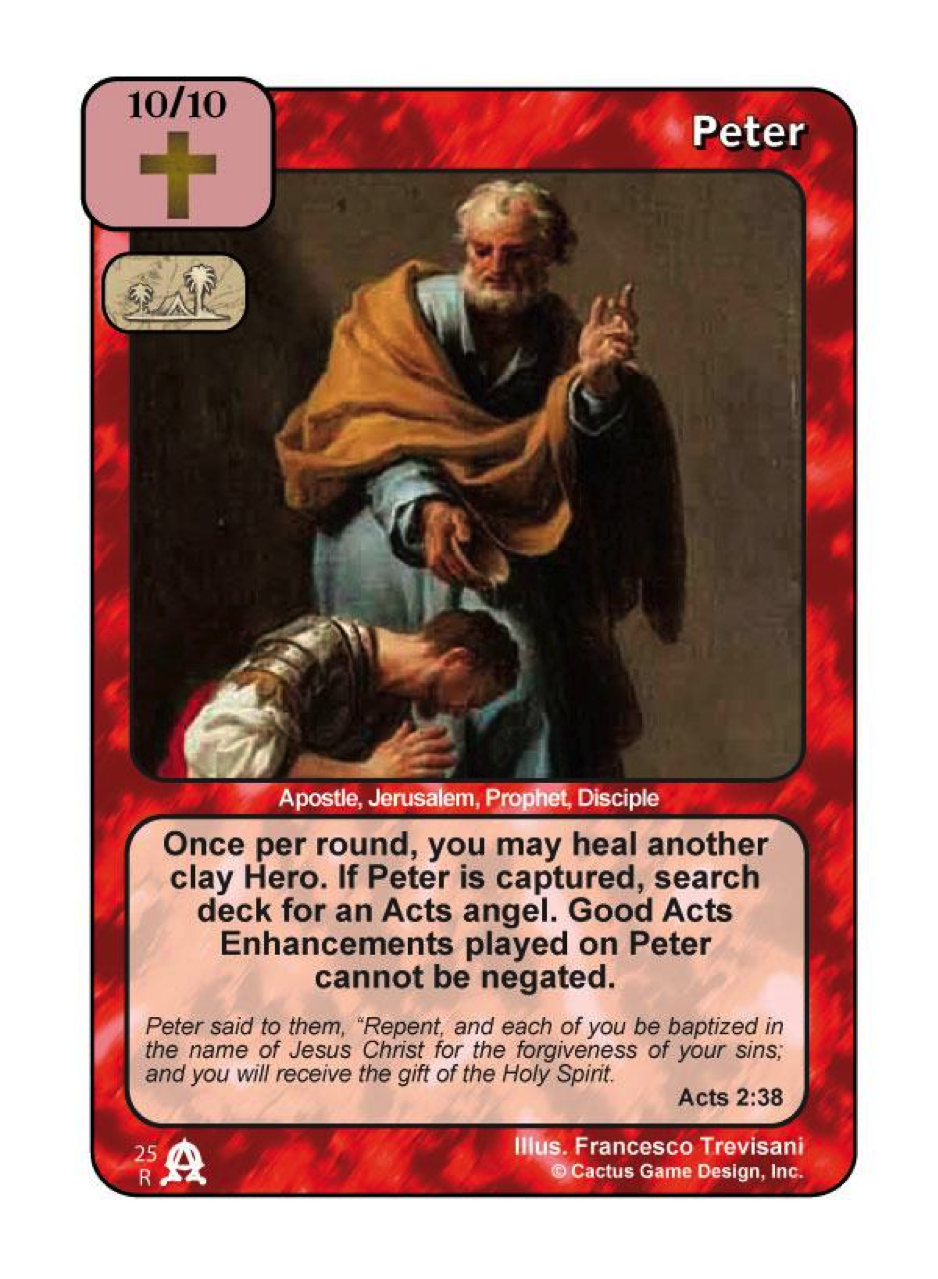 10/10
Peter
Apostle, Jerusalem, Prophet, Disciple
Once per round, you may heal another
clay Hero. If Peter is captured, search
deck for an Acts angel. Good Acts
Enhancements played on Peter
cannot be negated.
Peter said to them, “Repent, and each of you be baptized in
the name of Jesus Christ for the forgiveness of your sins;
and you will receive the gift of the Holy Spirit.
Acts 2:38
25
R
Illus. Francesco Trevisani
© Cactus Game Design, Inc.